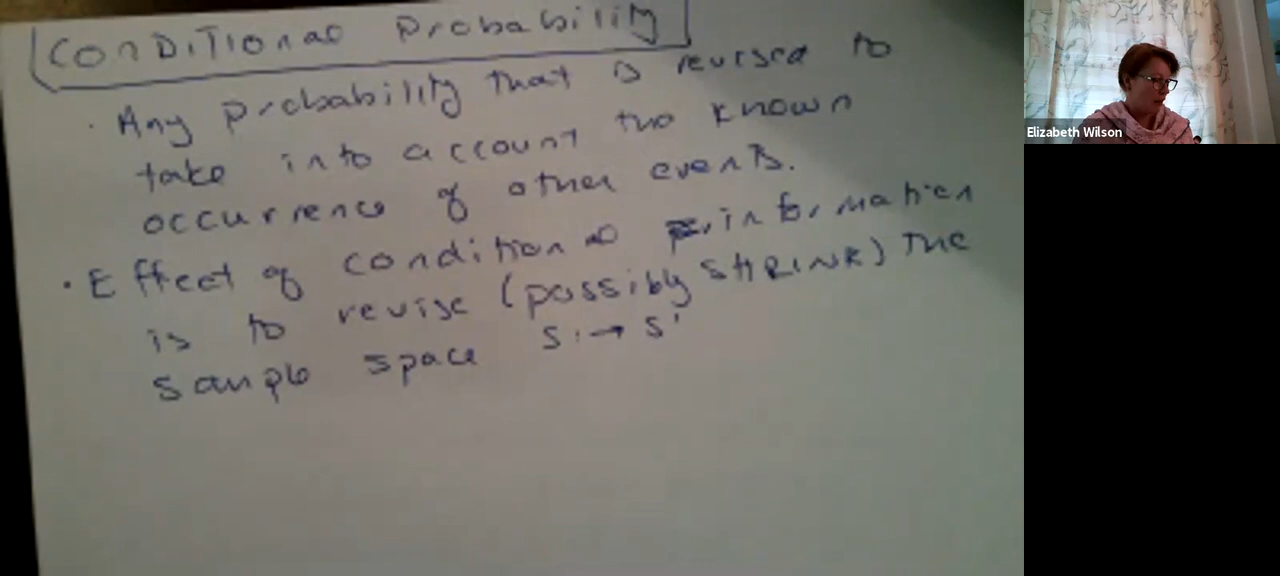 Conditional Probability
· Any probability that is revised to
take into account the known
occurrence of other events.
· Effect of conditional information
is to revise (possibly SHRINK) the
sample space S → S'
Elizabeth Wilson